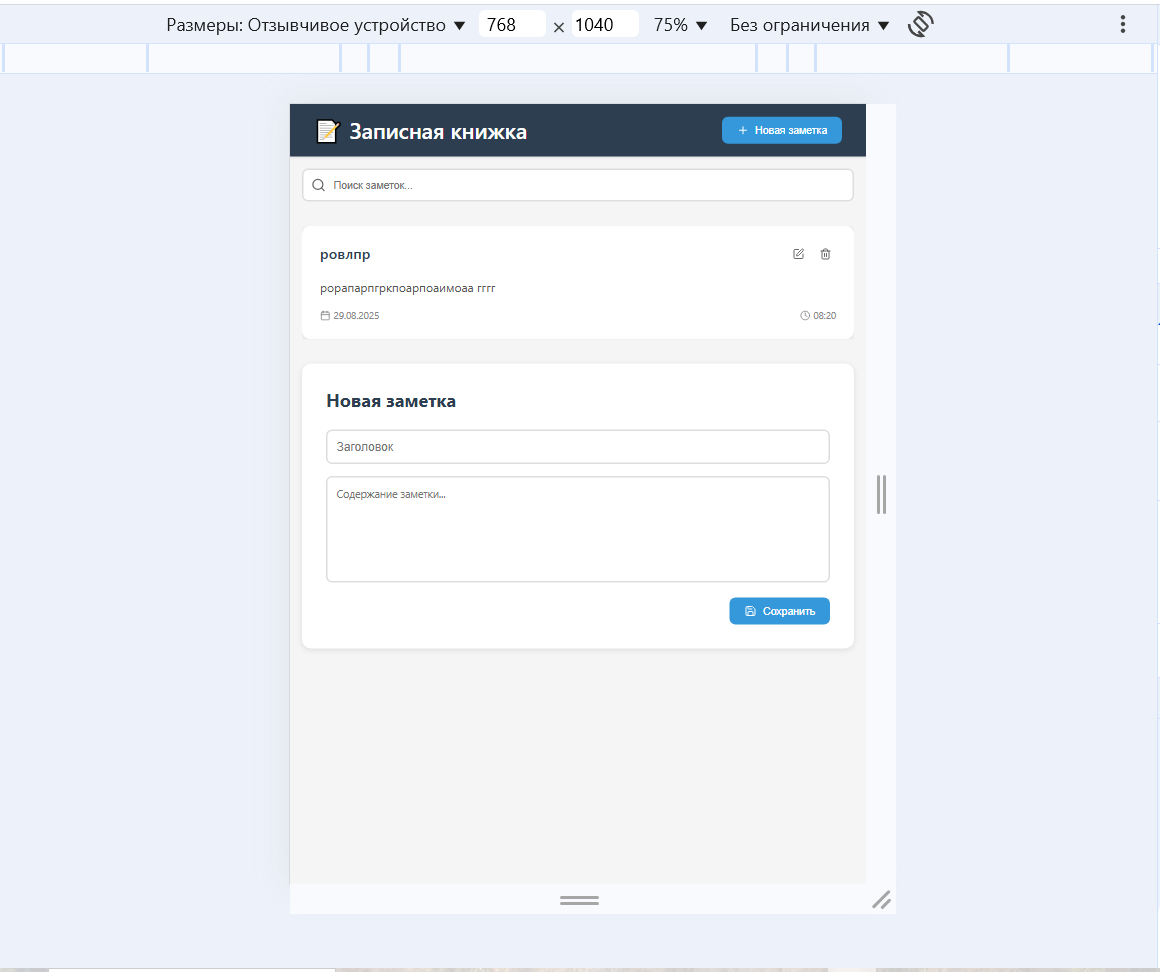 Размеры: Отзывчивое устройство 768 × 1040 75% Без ограничения
Записная книжка
+ Новая заметка
Поиск заметок...
ровлпр
рорапарпгркпоарпоаимоаа гггг
29.08.2025 08:20
Новая заметка
Заголовок
Содержание заметки...
Сохранить